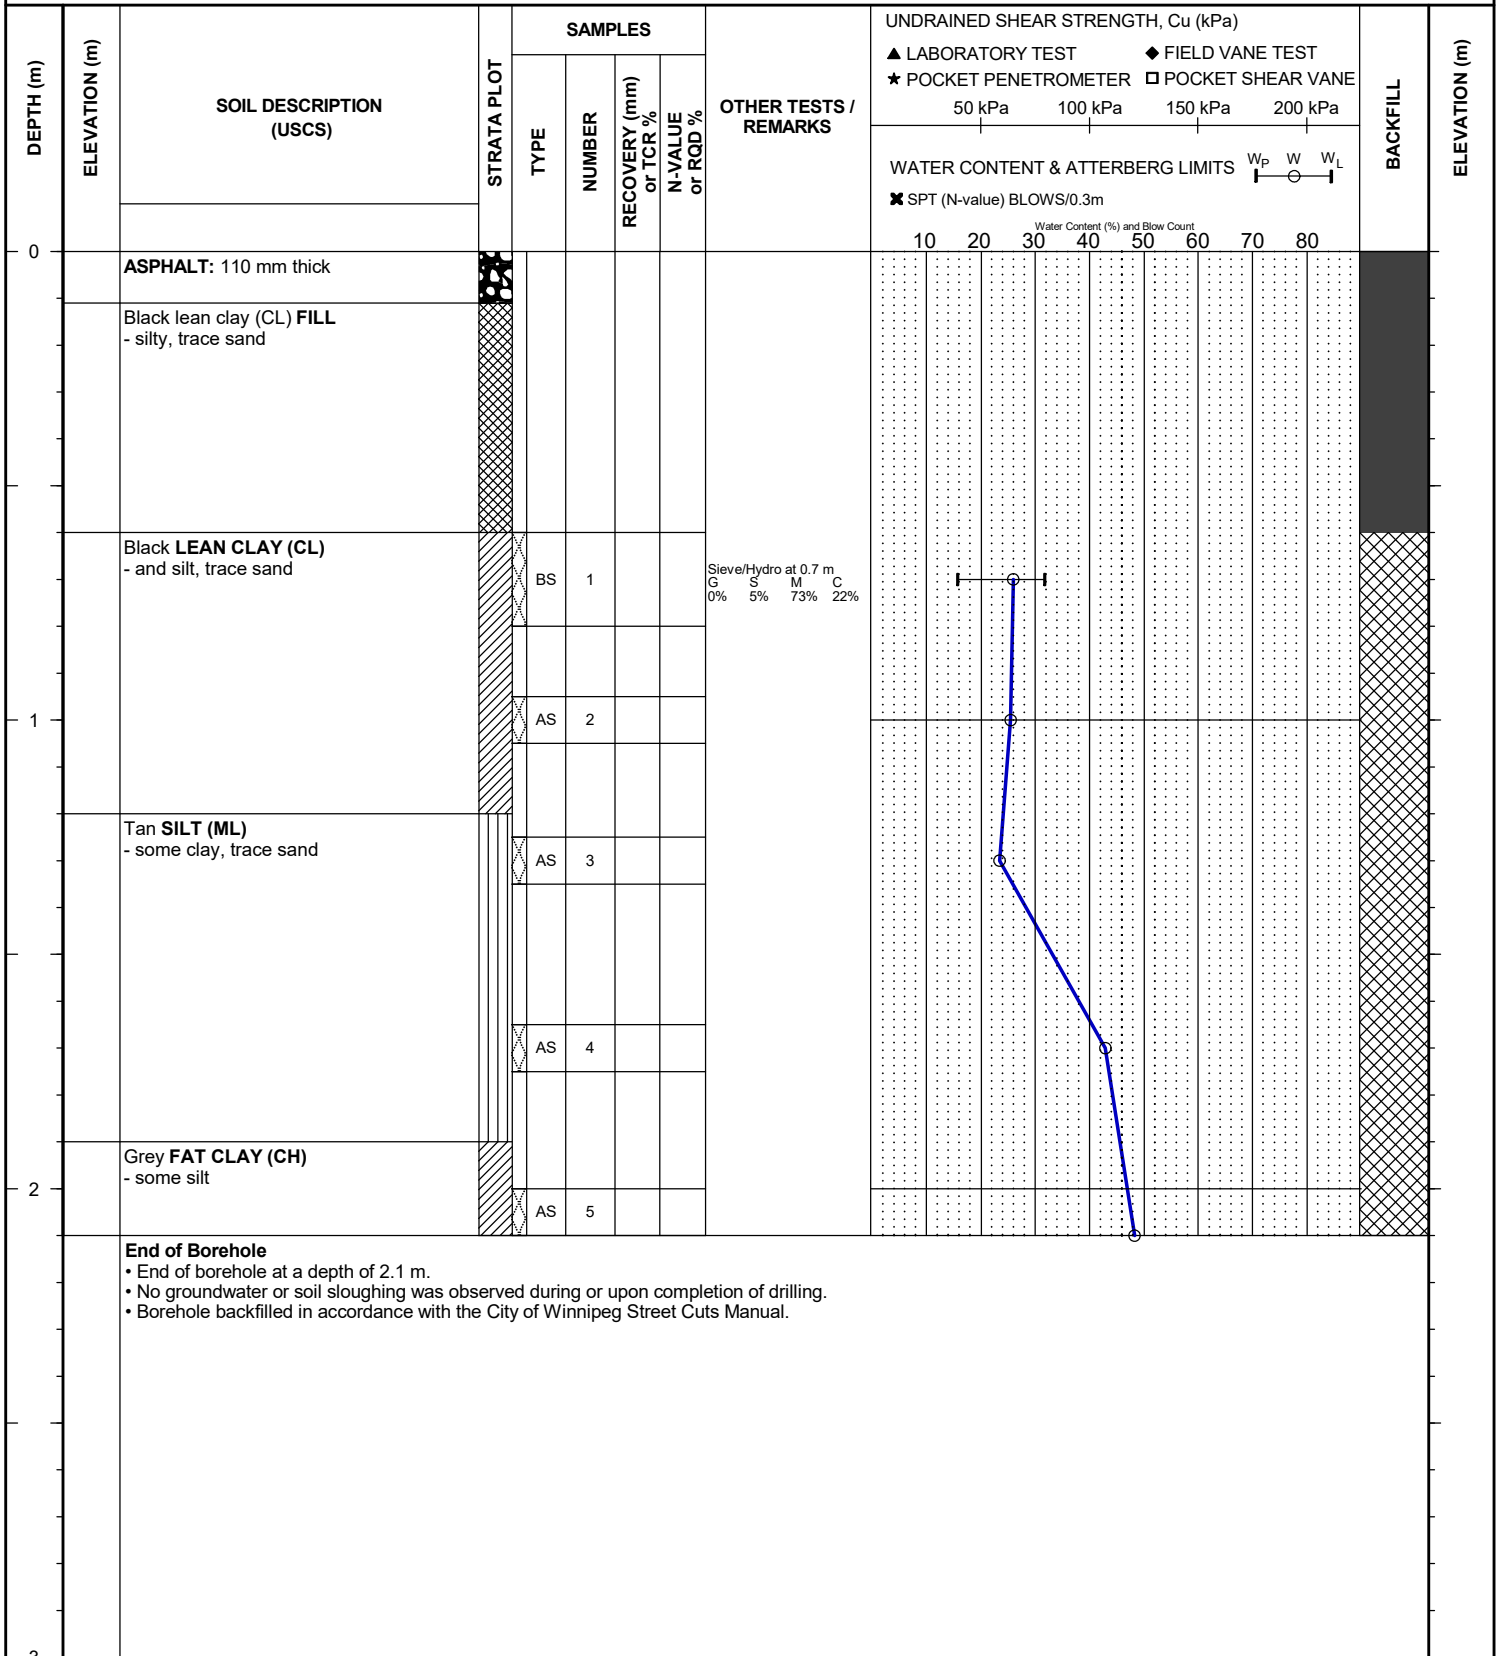 DEPTH (m)
ELEVATION (m)
SOIL DESCRIPTION
(USCS)
STRATA PLOT
SAMPLES
TYPE
NUMBER
RECOVERY (mm)
or TCR %
N-VALUE
or RQD %
OTHER TESTS /
REMARKS
UNDRAINED SHEAR STRENGTH, Cu (kPa)
▲ LABORATORY TEST ◆ FIELD VANE TEST
★ POCKET PENETROMETER □ POCKET SHEAR VANE
50 kPa 100 kPa 150 kPa 200 kPa
WATER CONTENT & ATTERBERG LIMITS WP W WL
✖ SPT (N-value) BLOWS/0.3m
Water Content (%) and Blow Count
10 20 30 40 50 60 70 80
BACKFILL
ELEVATION (m)
0
ASPHALT: 110 mm thick
Black lean clay (CL) FILL
- silty, trace sand
Black LEAN CLAY (CL)
- and silt, trace sand
BS 1
Sieve/Hydro at 0.7 m
G S M C
0% 5% 73% 22%
1
AS 2
Tan SILT (ML)
- some clay, trace sand
AS 3
AS 4
Grey FAT CLAY (CH)
- some silt
2
AS 5
End of Borehole
• End of borehole at a depth of 2.1 m.
• No groundwater or soil sloughing was observed during or upon completion of drilling.
• Borehole backfilled in accordance with the City of Winnipeg Street Cuts Manual.